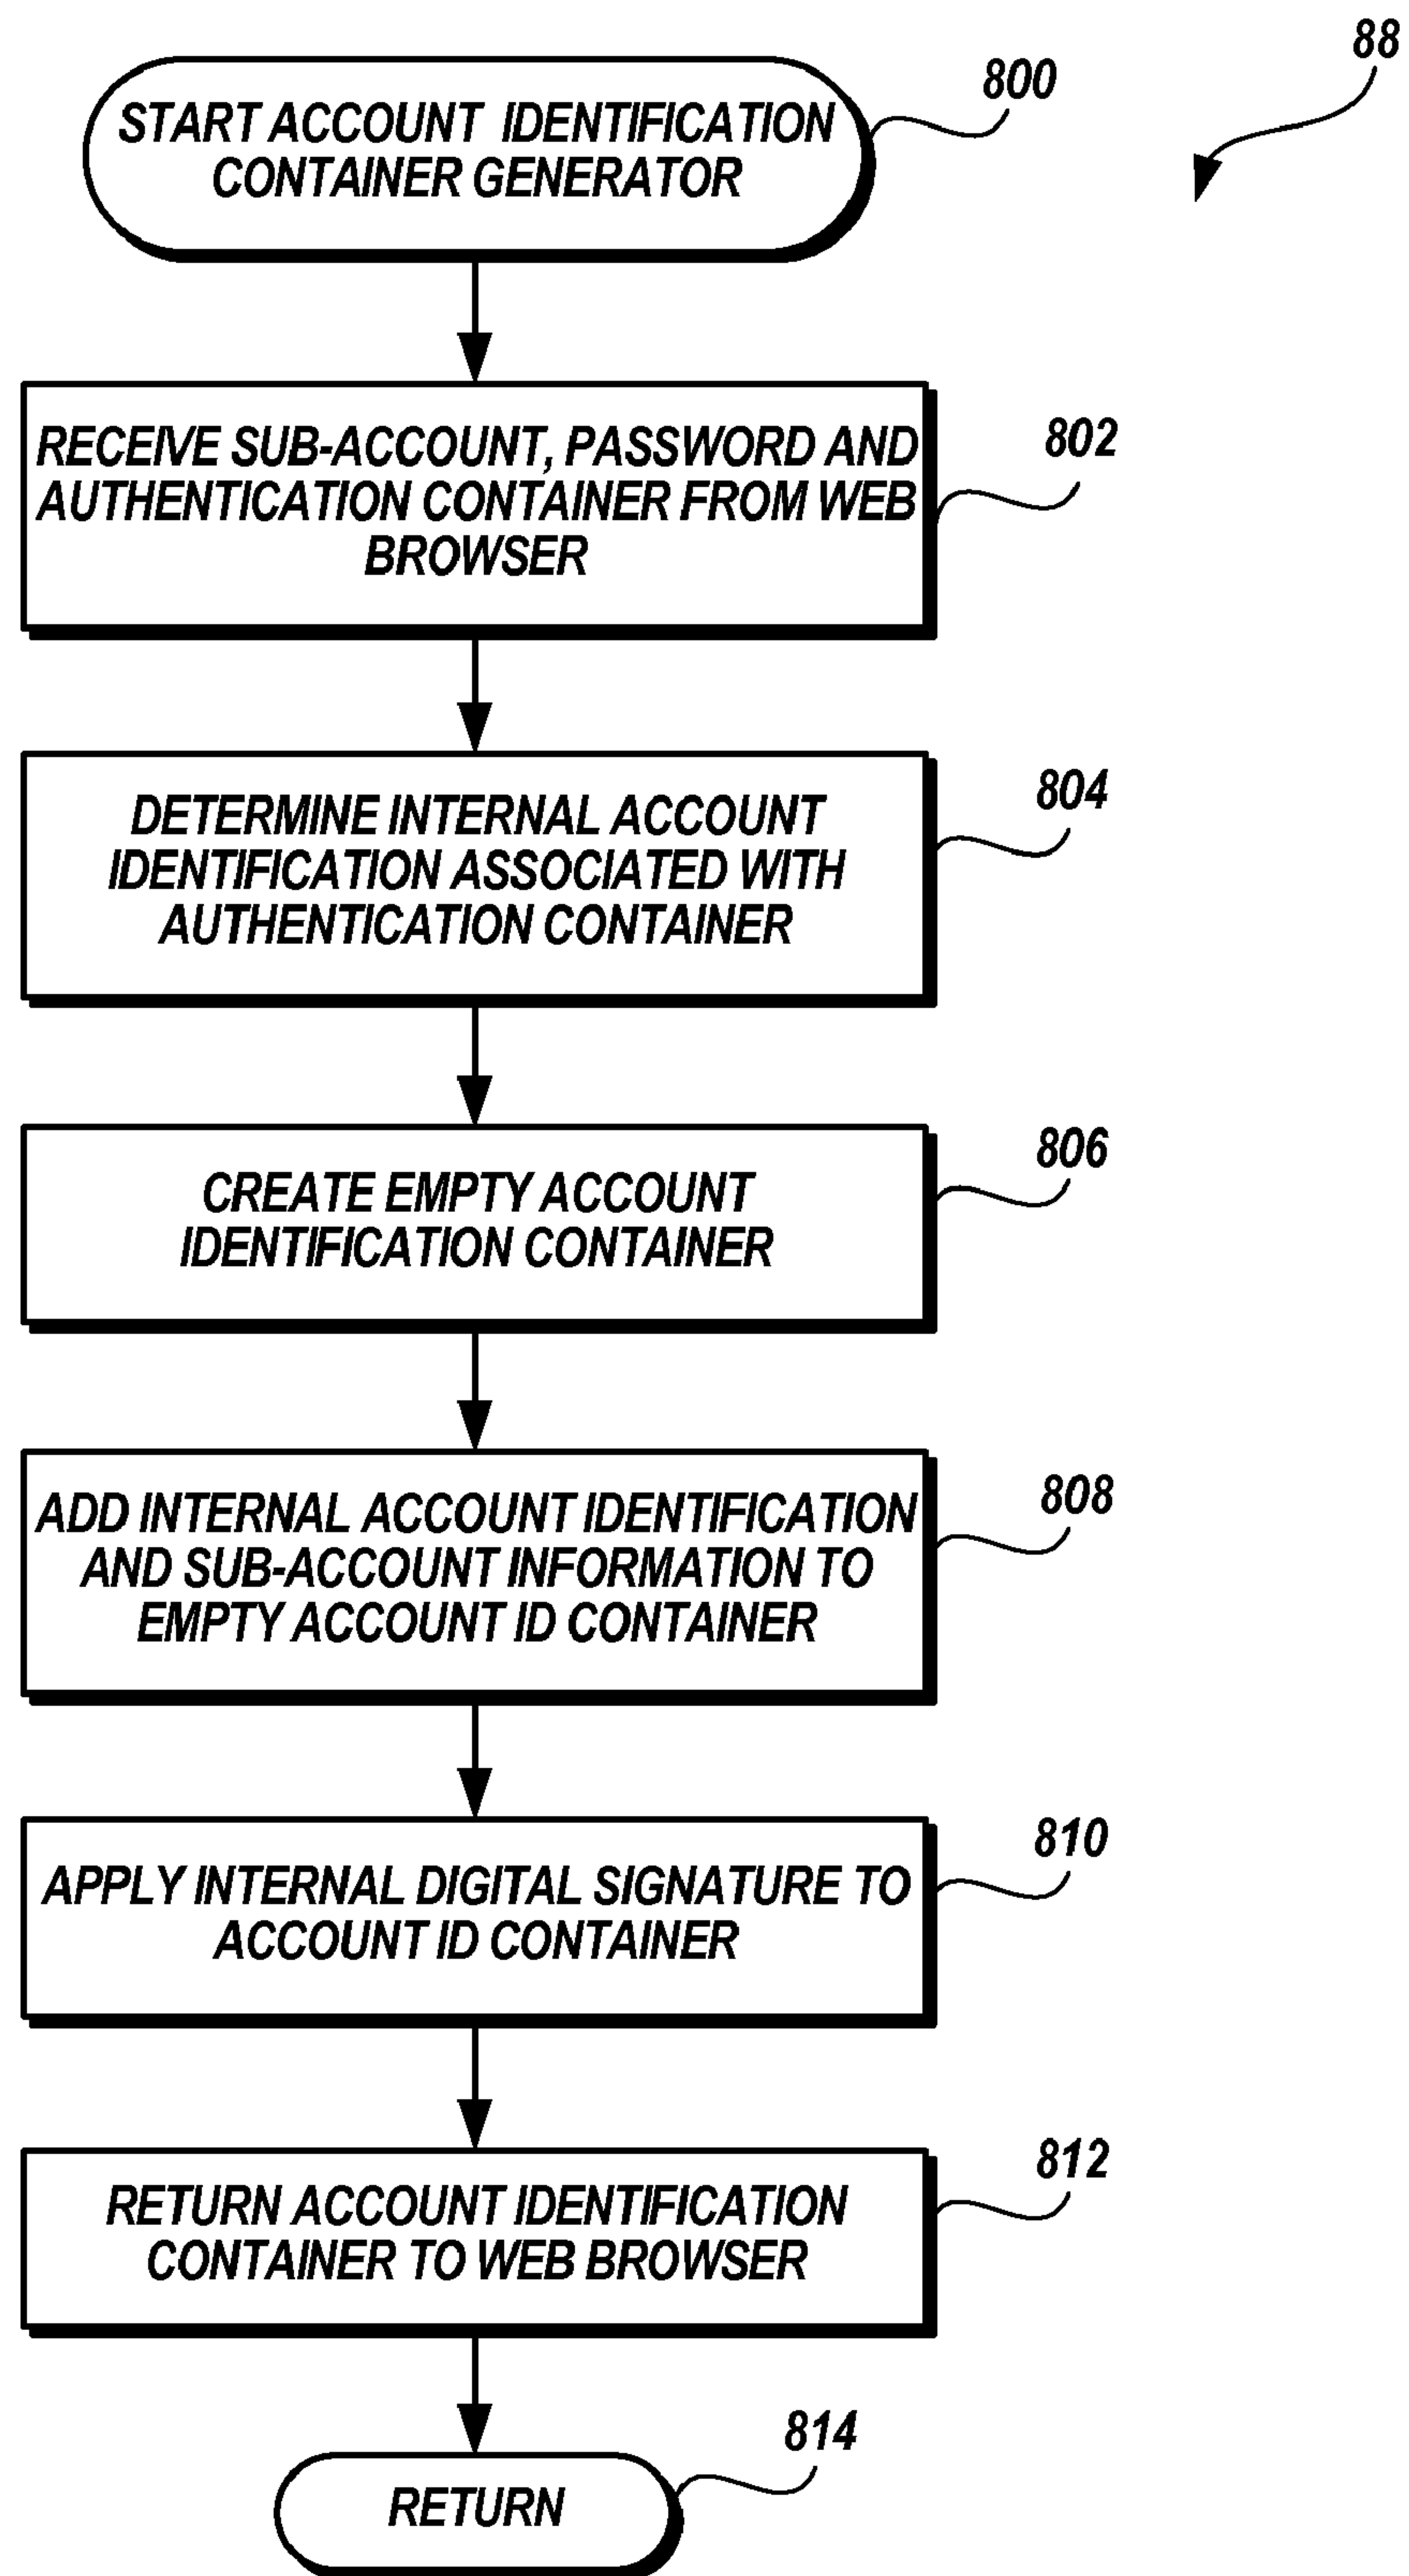 88
800
START ACCOUNT IDENTIFICATION
CONTAINER GENERATOR
802
RECEIVE SUB-ACCOUNT, PASSWORD AND
AUTHENTICATION CONTAINER FROM WEB
BROWSER
804
DETERMINE INTERNAL ACCOUNT
IDENTIFICATION ASSOCIATED WITH
AUTHENTICATION CONTAINER
806
CREATE EMPTY ACCOUNT
IDENTIFICATION CONTAINER
808
ADD INTERNAL ACCOUNT IDENTIFICATION
AND SUB-ACCOUNT INFORMATION TO
EMPTY ACCOUNT ID CONTAINER
810
APPLY INTERNAL DIGITAL SIGNATURE TO
ACCOUNT ID CONTAINER
812
RETURN ACCOUNT IDENTIFICATION
CONTAINER TO WEB BROWSER
814
RETURN